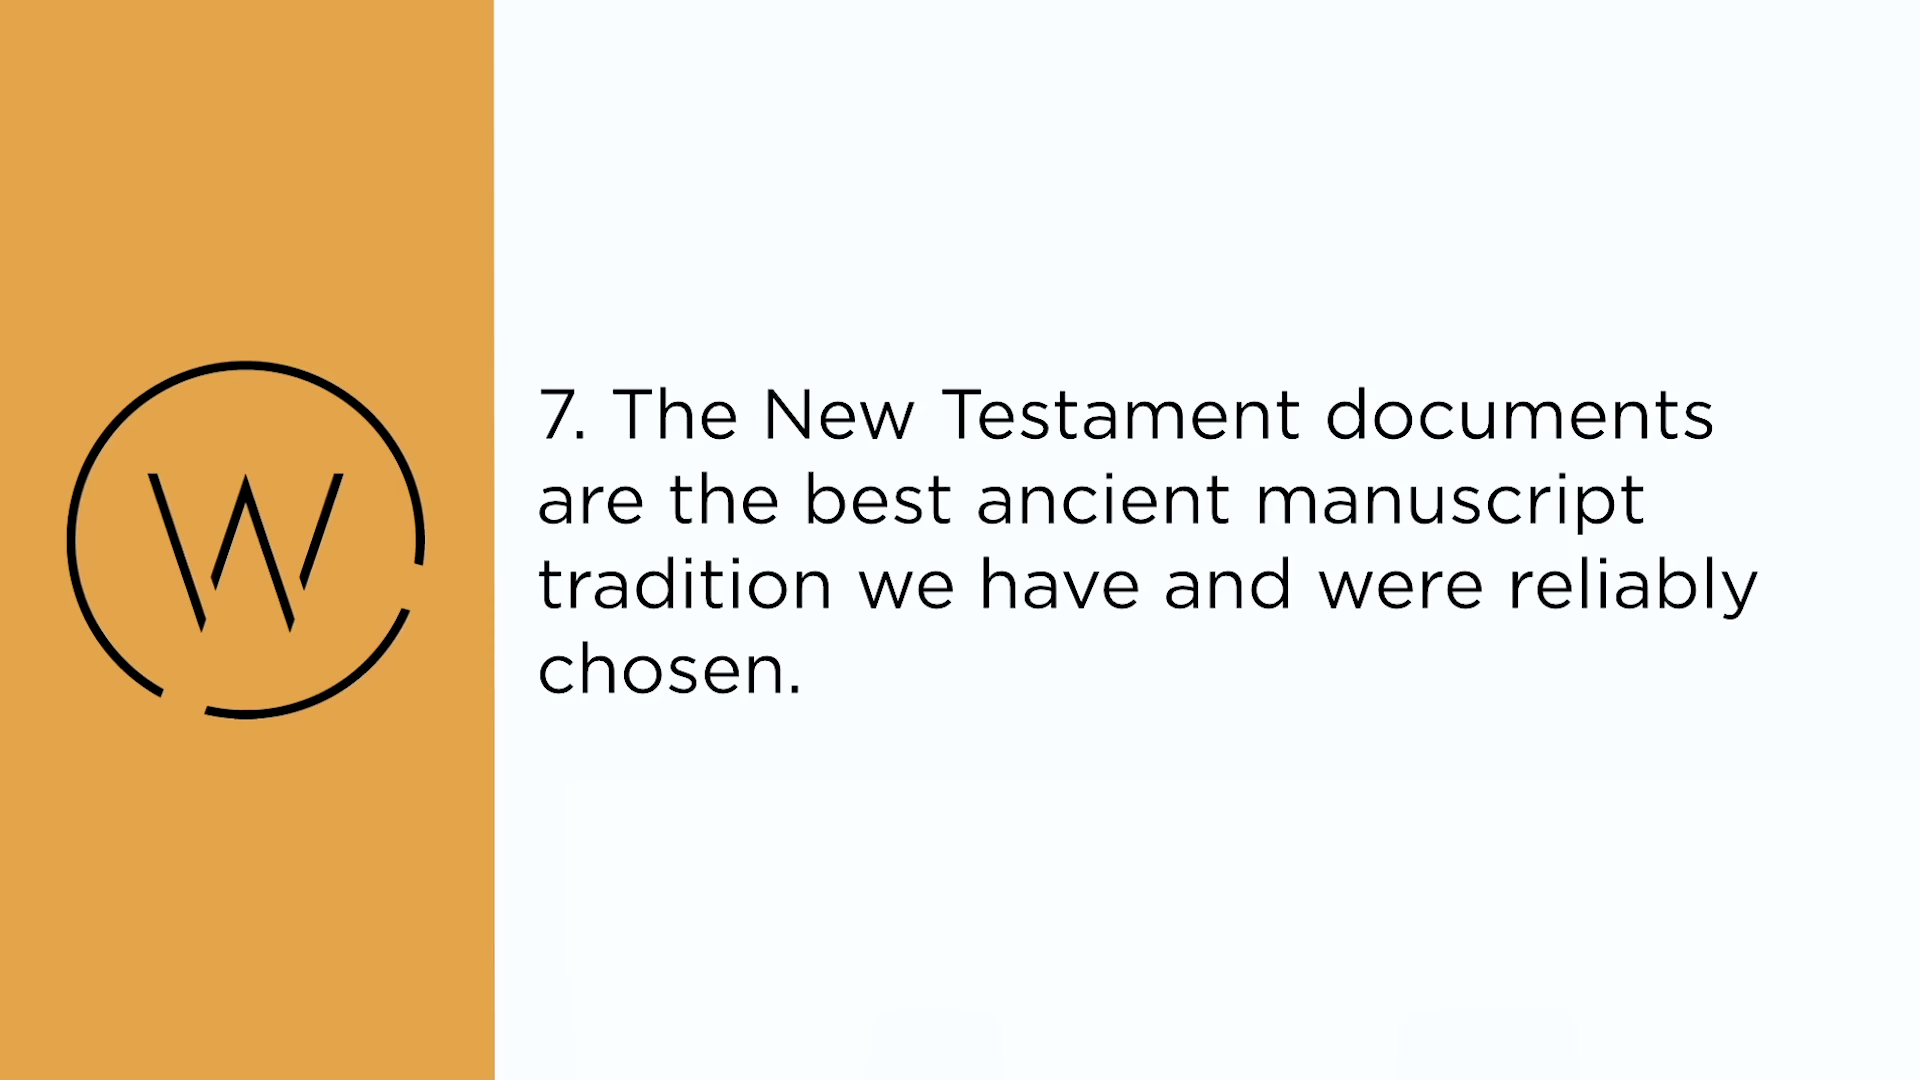 W
7. The New Testament documents
are the best ancient manuscript
tradition we have and were reliably
chosen.